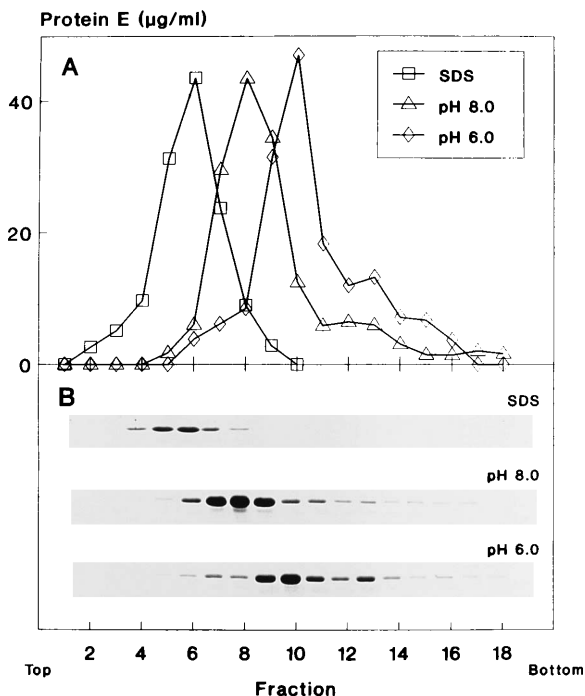 Protein E (µg/ml)
A
SDS
pH 8.0
pH 6.0
40
20
0
B
SDS
pH 8.0
pH 6.0
2 4 6 8 10 12 14 16 18
Top
Bottom
Fraction